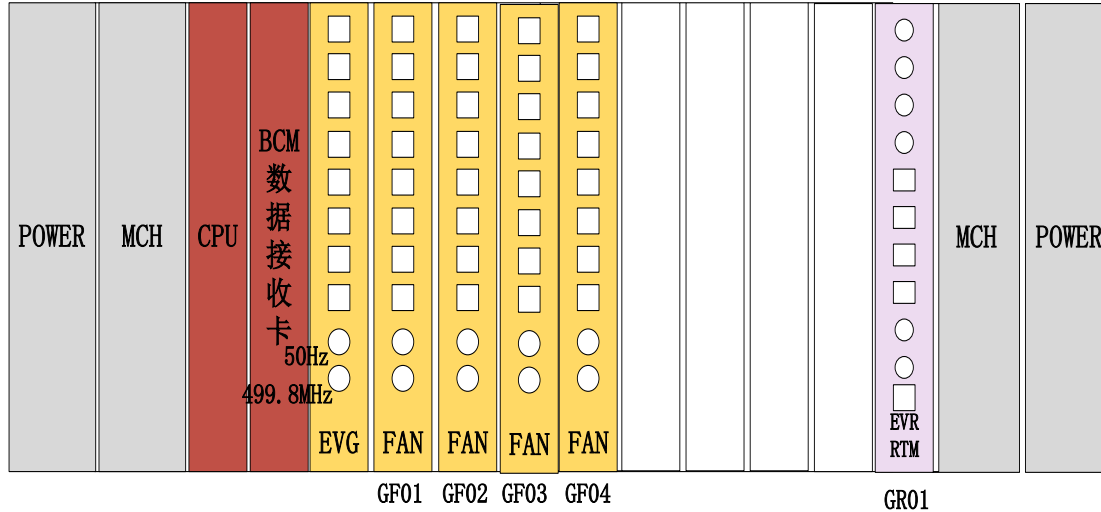 POWER
MCH
CPU
BCM
数
据
接
收
卡
50Hz
499.8MHz
EVG
FAN
FAN
FAN
FAN
EVR
RTM
MCH
POWER
GF01
GF02
GF03
GF04
GR01